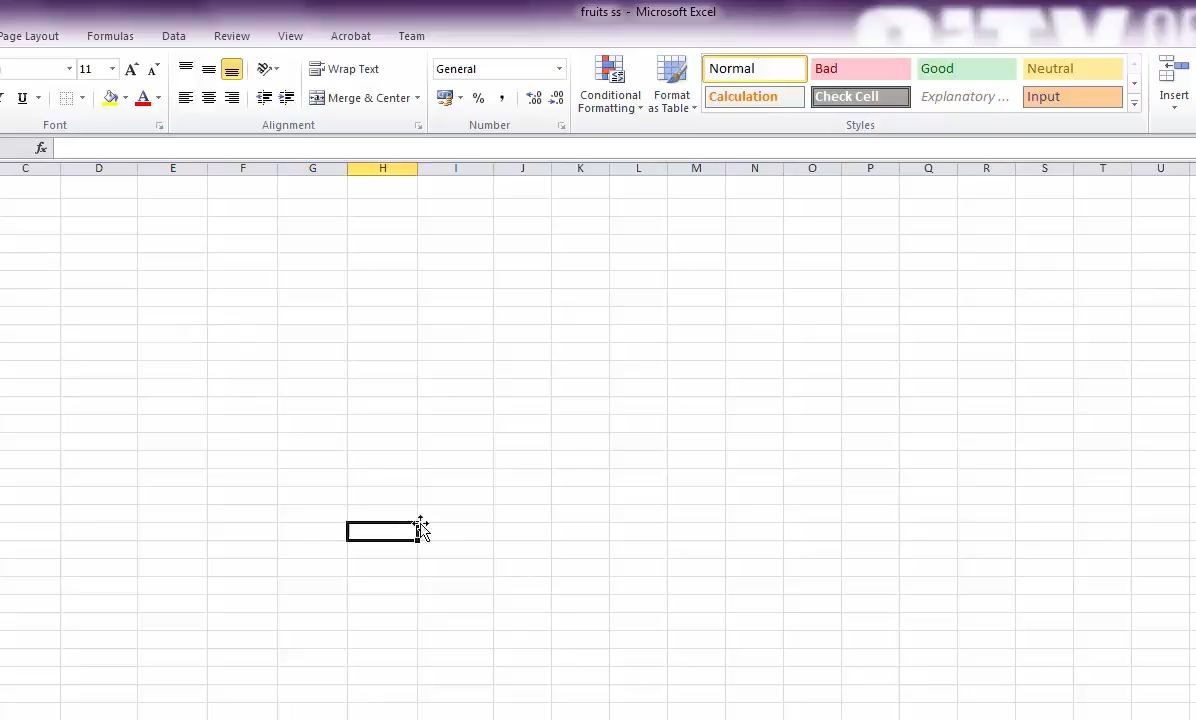 fruits ss - Microsoft Excel
Page Layout Formulas Data Review View Acrobat Team
11 A A Wrap Text General Conditional Formatting Format as Table Normal Bad Good Neutral
U A Merge & Center % , .00 .0 Calculation Check Cell Explanatory ... Input Insert
Font Alignment Number Styles
fx
C D E F G H I J K L M N O P Q R S T U